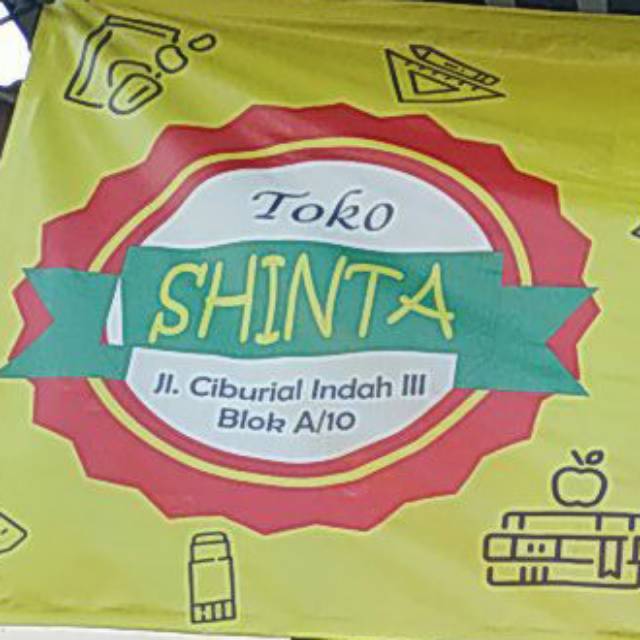 Toko
SHINTA
Jl. Ciburial Indah III
Blok A/10